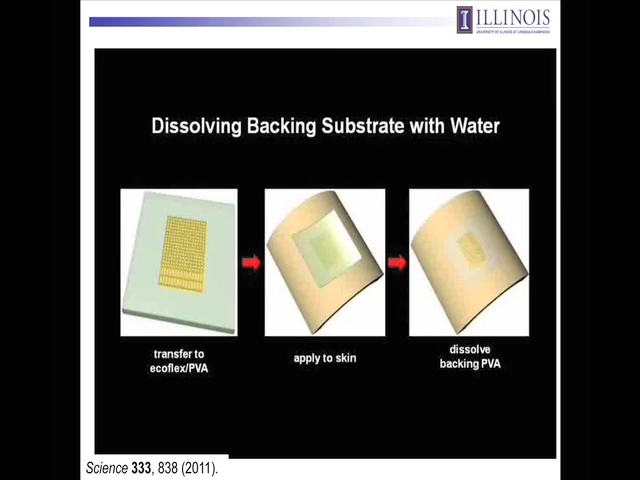 ILLINOIS
UNIVERSITY OF ILLINOIS AT URBANA-CHAMPAIGN
Dissolving Backing Substrate with Water
transfer to
ecoflex/PVA
apply to skin
dissolve
backing PVA
Science 333, 838 (2011).